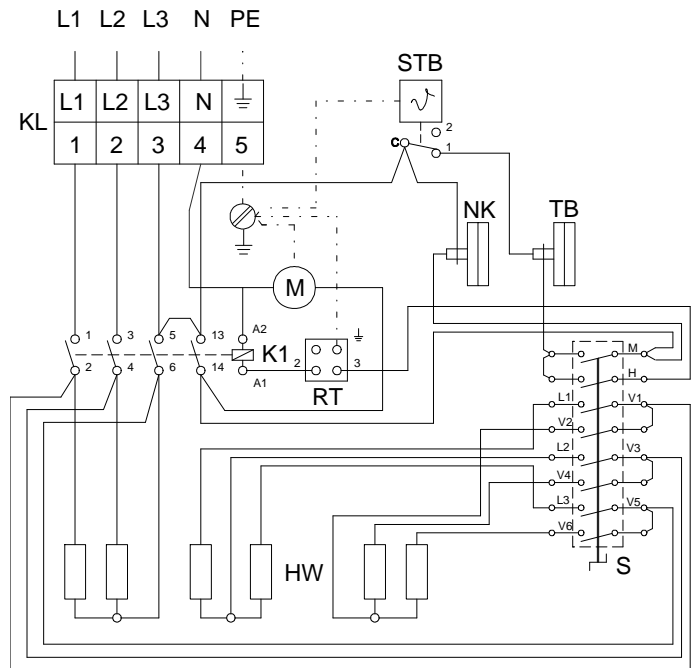 L1 L2 L3 N PE
STB
KL
L1 L2 L3 N
1 2 3 4 5
2
C
1
NK
TB
M
1 3 5 13 A2
K1
2 3
2 4 6 14 A1
RT
M
H
L1 V1
V2
L2 V3
V4
L3 V5
V6
HW
S